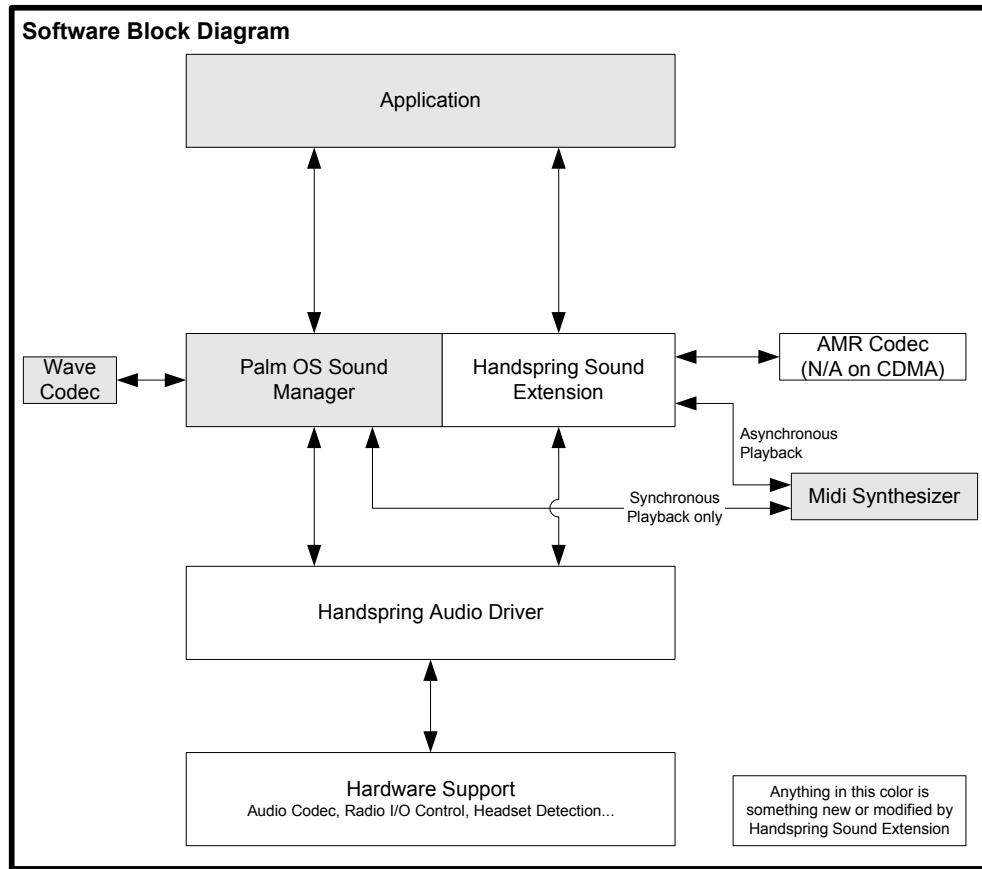 Software Block Diagram
Application
Wave
Codec
Palm OS Sound
Manager
Handspring Sound
Extension
AMR Codec
(N/A on CDMA)
Asynchronous
Playback
Midi Synthesizer
Synchronous
Playback only
Handspring Audio Driver
Hardware Support
Audio Codec, Radio I/O Control, Headset Detection...
Anything in this color is
something new or modified by
Handspring Sound Extension